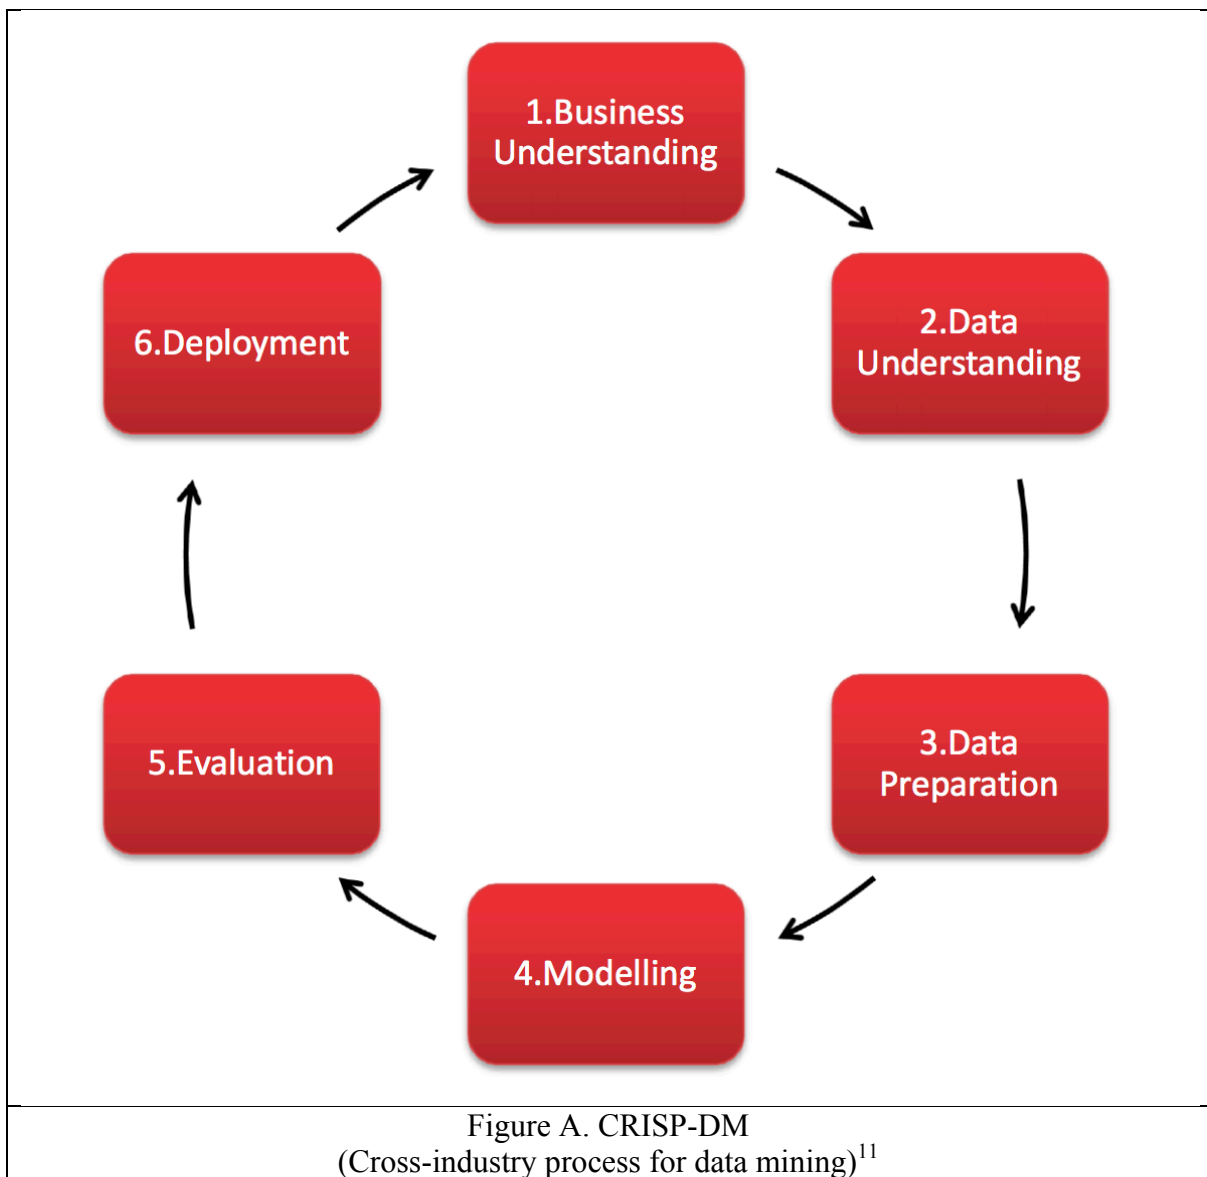 1.Business
Understanding
2.Data
Understanding
3.Data
Preparation
4.Modelling
5.Evaluation
6.Deployment
Figure A. CRISP-DM
(Cross-industry process for data mining)11